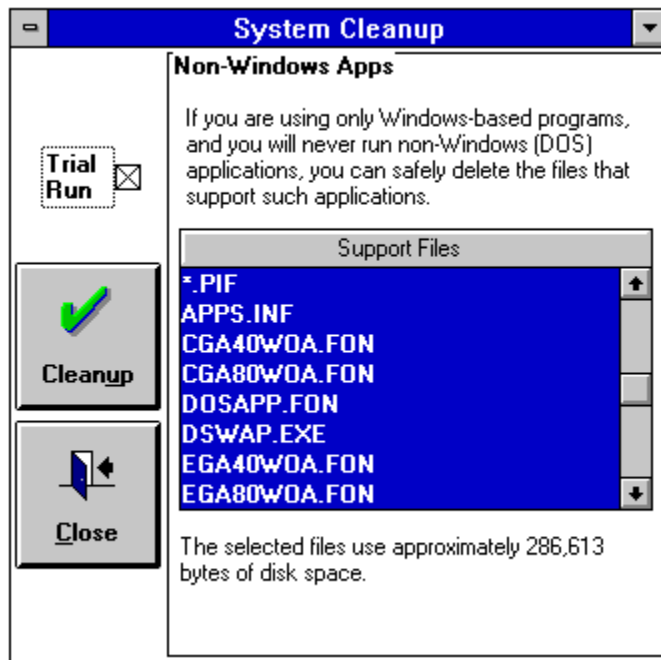 System Cleanup
Non-Windows Apps
If you are using only Windows-based programs,
and you will never run non-Windows (DOS)
applications, you can safely delete the files that
support such applications.
Trial
Run
Support Files
*.PIF
APPS.INF
CGA40WOA.FON
CGA80WOA.FON
DOSAPP.FON
DSWAP.EXE
EGA40WOA.FON
EGA80WOA.FON
Cleanup
Close
The selected files use approximately 286,613
bytes of disk space.